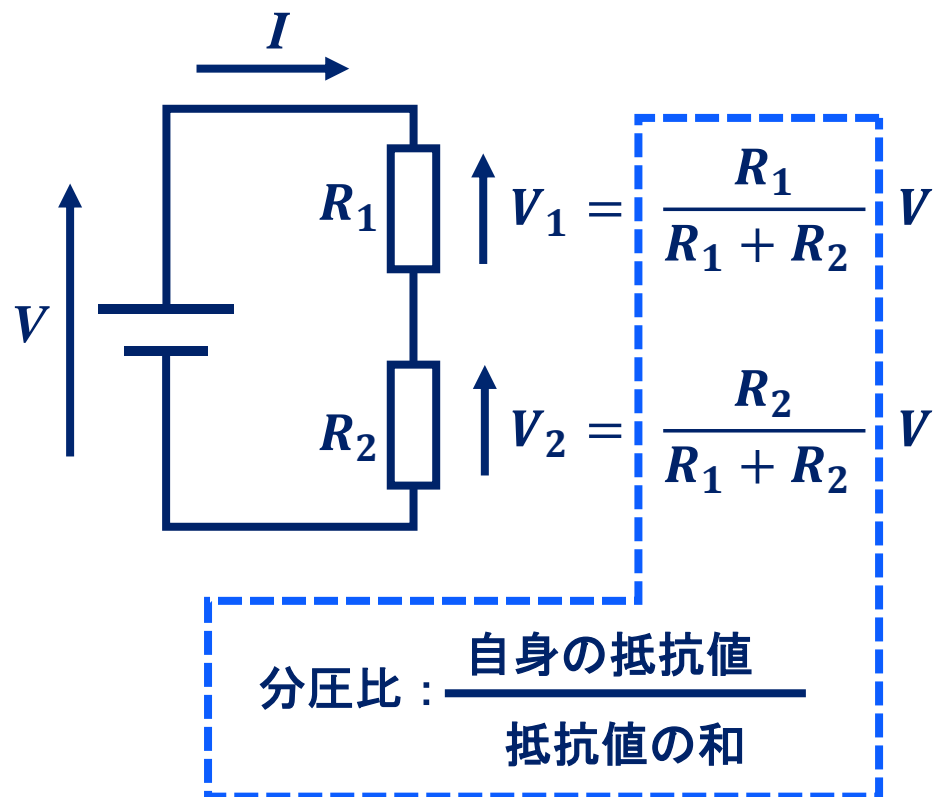 I
V
R₁
V₁ = R₁ / (R₁ + R₂) V
R₂
V₂ = R₂ / (R₁ + R₂) V
分圧比 : 自身の抵抗値 / 抵抗値の和